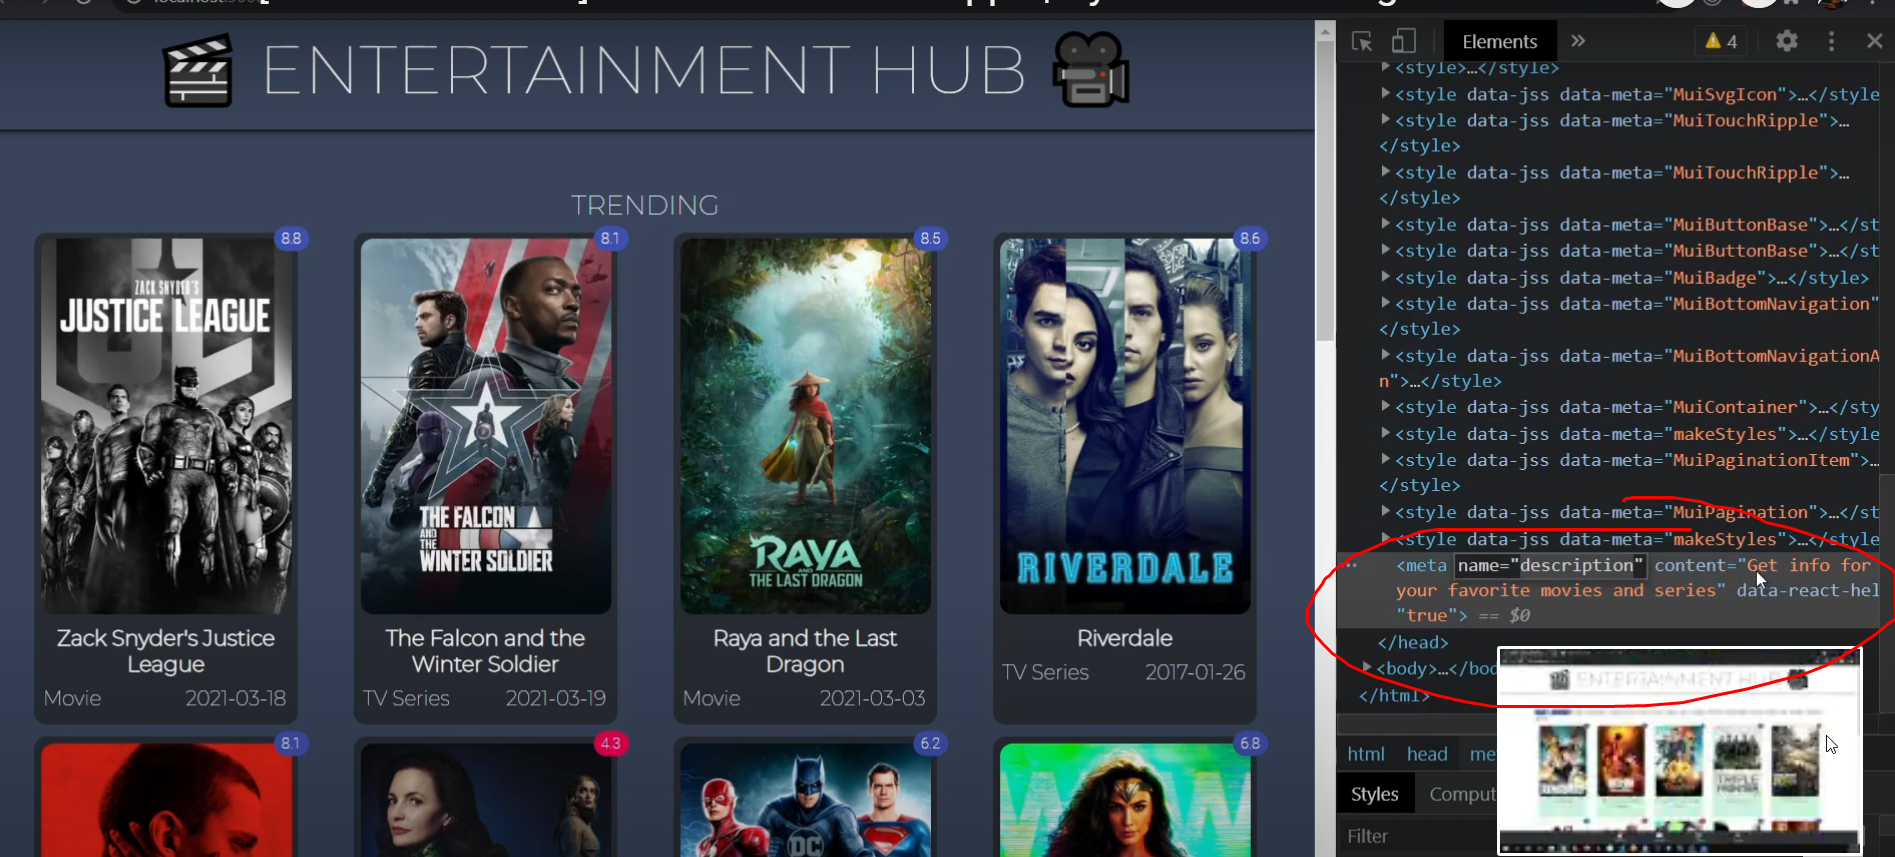 ENTERTAINMENT HUB
TRENDING
8.8
8.1
8.5
8.6
ZACK SNYDER'S
JUSTICE LEAGUE
THE FALCON
AND THE
WINTER SOLDIER
RAYA
AND
THE LAST DRAGON
RIVERDALE
Zack Snyder's Justice
League
Movie 2021-03-18
The Falcon and the
Winter Soldier
TV Series 2021-03-19
Raya and the Last
Dragon
Movie 2021-03-03
Riverdale
TV Series 2017-01-26
8.1
4.3
6.2
6.8
DC
WW
Elements
4
<style>…</style>
<style data-jss data-meta="MuiSvgIcon">…</style
<style data-jss data-meta="MuiTouchRipple">…
</style>
<style data-jss data-meta="MuiTouchRipple">…
</style>
<style data-jss data-meta="MuiButtonBase">…</st
<style data-jss data-meta="MuiButtonBase">…</st
<style data-jss data-meta="MuiBadge">…</style>
<style data-jss data-meta="MuiBottomNavigation"
</style>
<style data-jss data-meta="MuiBottomNavigationA
n">…</style>
<style data-jss data-meta="MuiContainer">…</sty
<style data-jss data-meta="makeStyles">…</style
<style data-jss data-meta="MuiPaginationItem">…
</style>
<style data-jss data-meta="MuiPagination">…</st
<style data-jss data-meta="makeStyles">…</style
<meta name="description" content="Get info for
your favorite movies and series" data-react-hel
"true"> == $0
</head>
<body>…</bod
</html>
html head me
Styles Comput
Filter
ENTERTAINMENT HUB
TRIPLE
FRONTIER